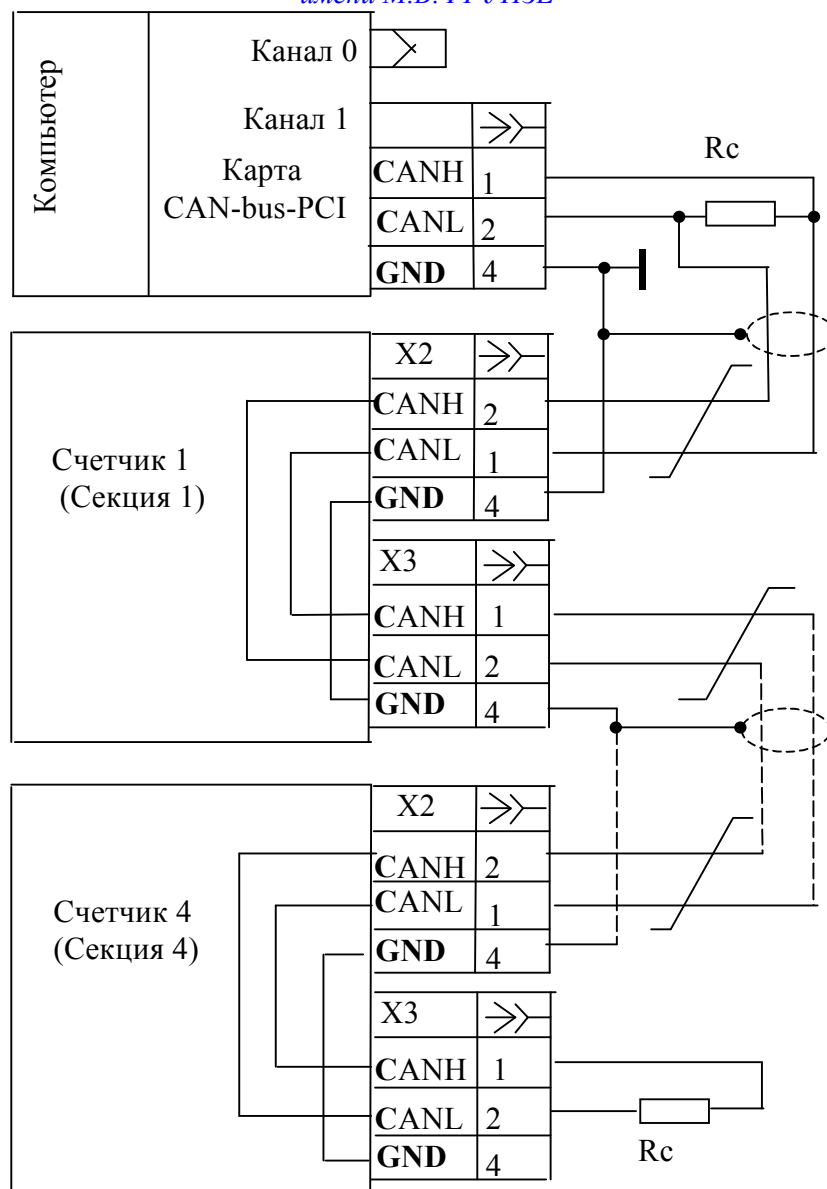 Компьютер
Канал 0
Канал 1
Карта
CAN-bus-PCI
CANH 1
CANL 2
GND 4
Rc
Счетчик 1
(Секция 1)
X2
CANH 2
CANL 1
GND 4
X3
CANH 1
CANL 2
GND 4
Счетчик 4
(Секция 4)
X2
CANH 2
CANL 1
GND 4
X3
CANH 1
CANL 2
GND 4
Rc